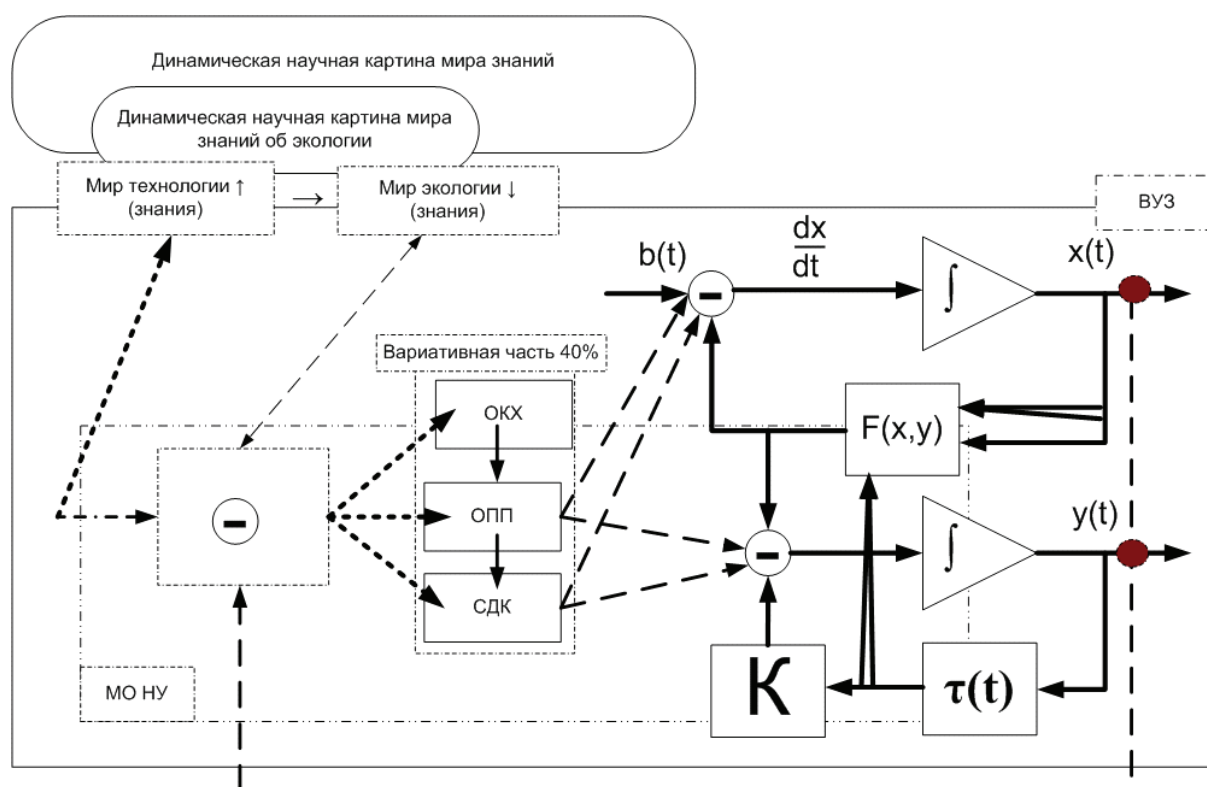 Динамическая научная картина мира знаний
Динамическая научная картина мира
знаний об экологии
Мир технологии ↑
(знания)
→
Мир экологии ↓
(знания)
ВУЗ
b(t)
dx
dt
∫
x(t)
-
Вариативная часть 40%
ОКХ
ОПП
СДК
F(x,y)
-
-
∫
y(t)
МО НУ
К
τ(t)